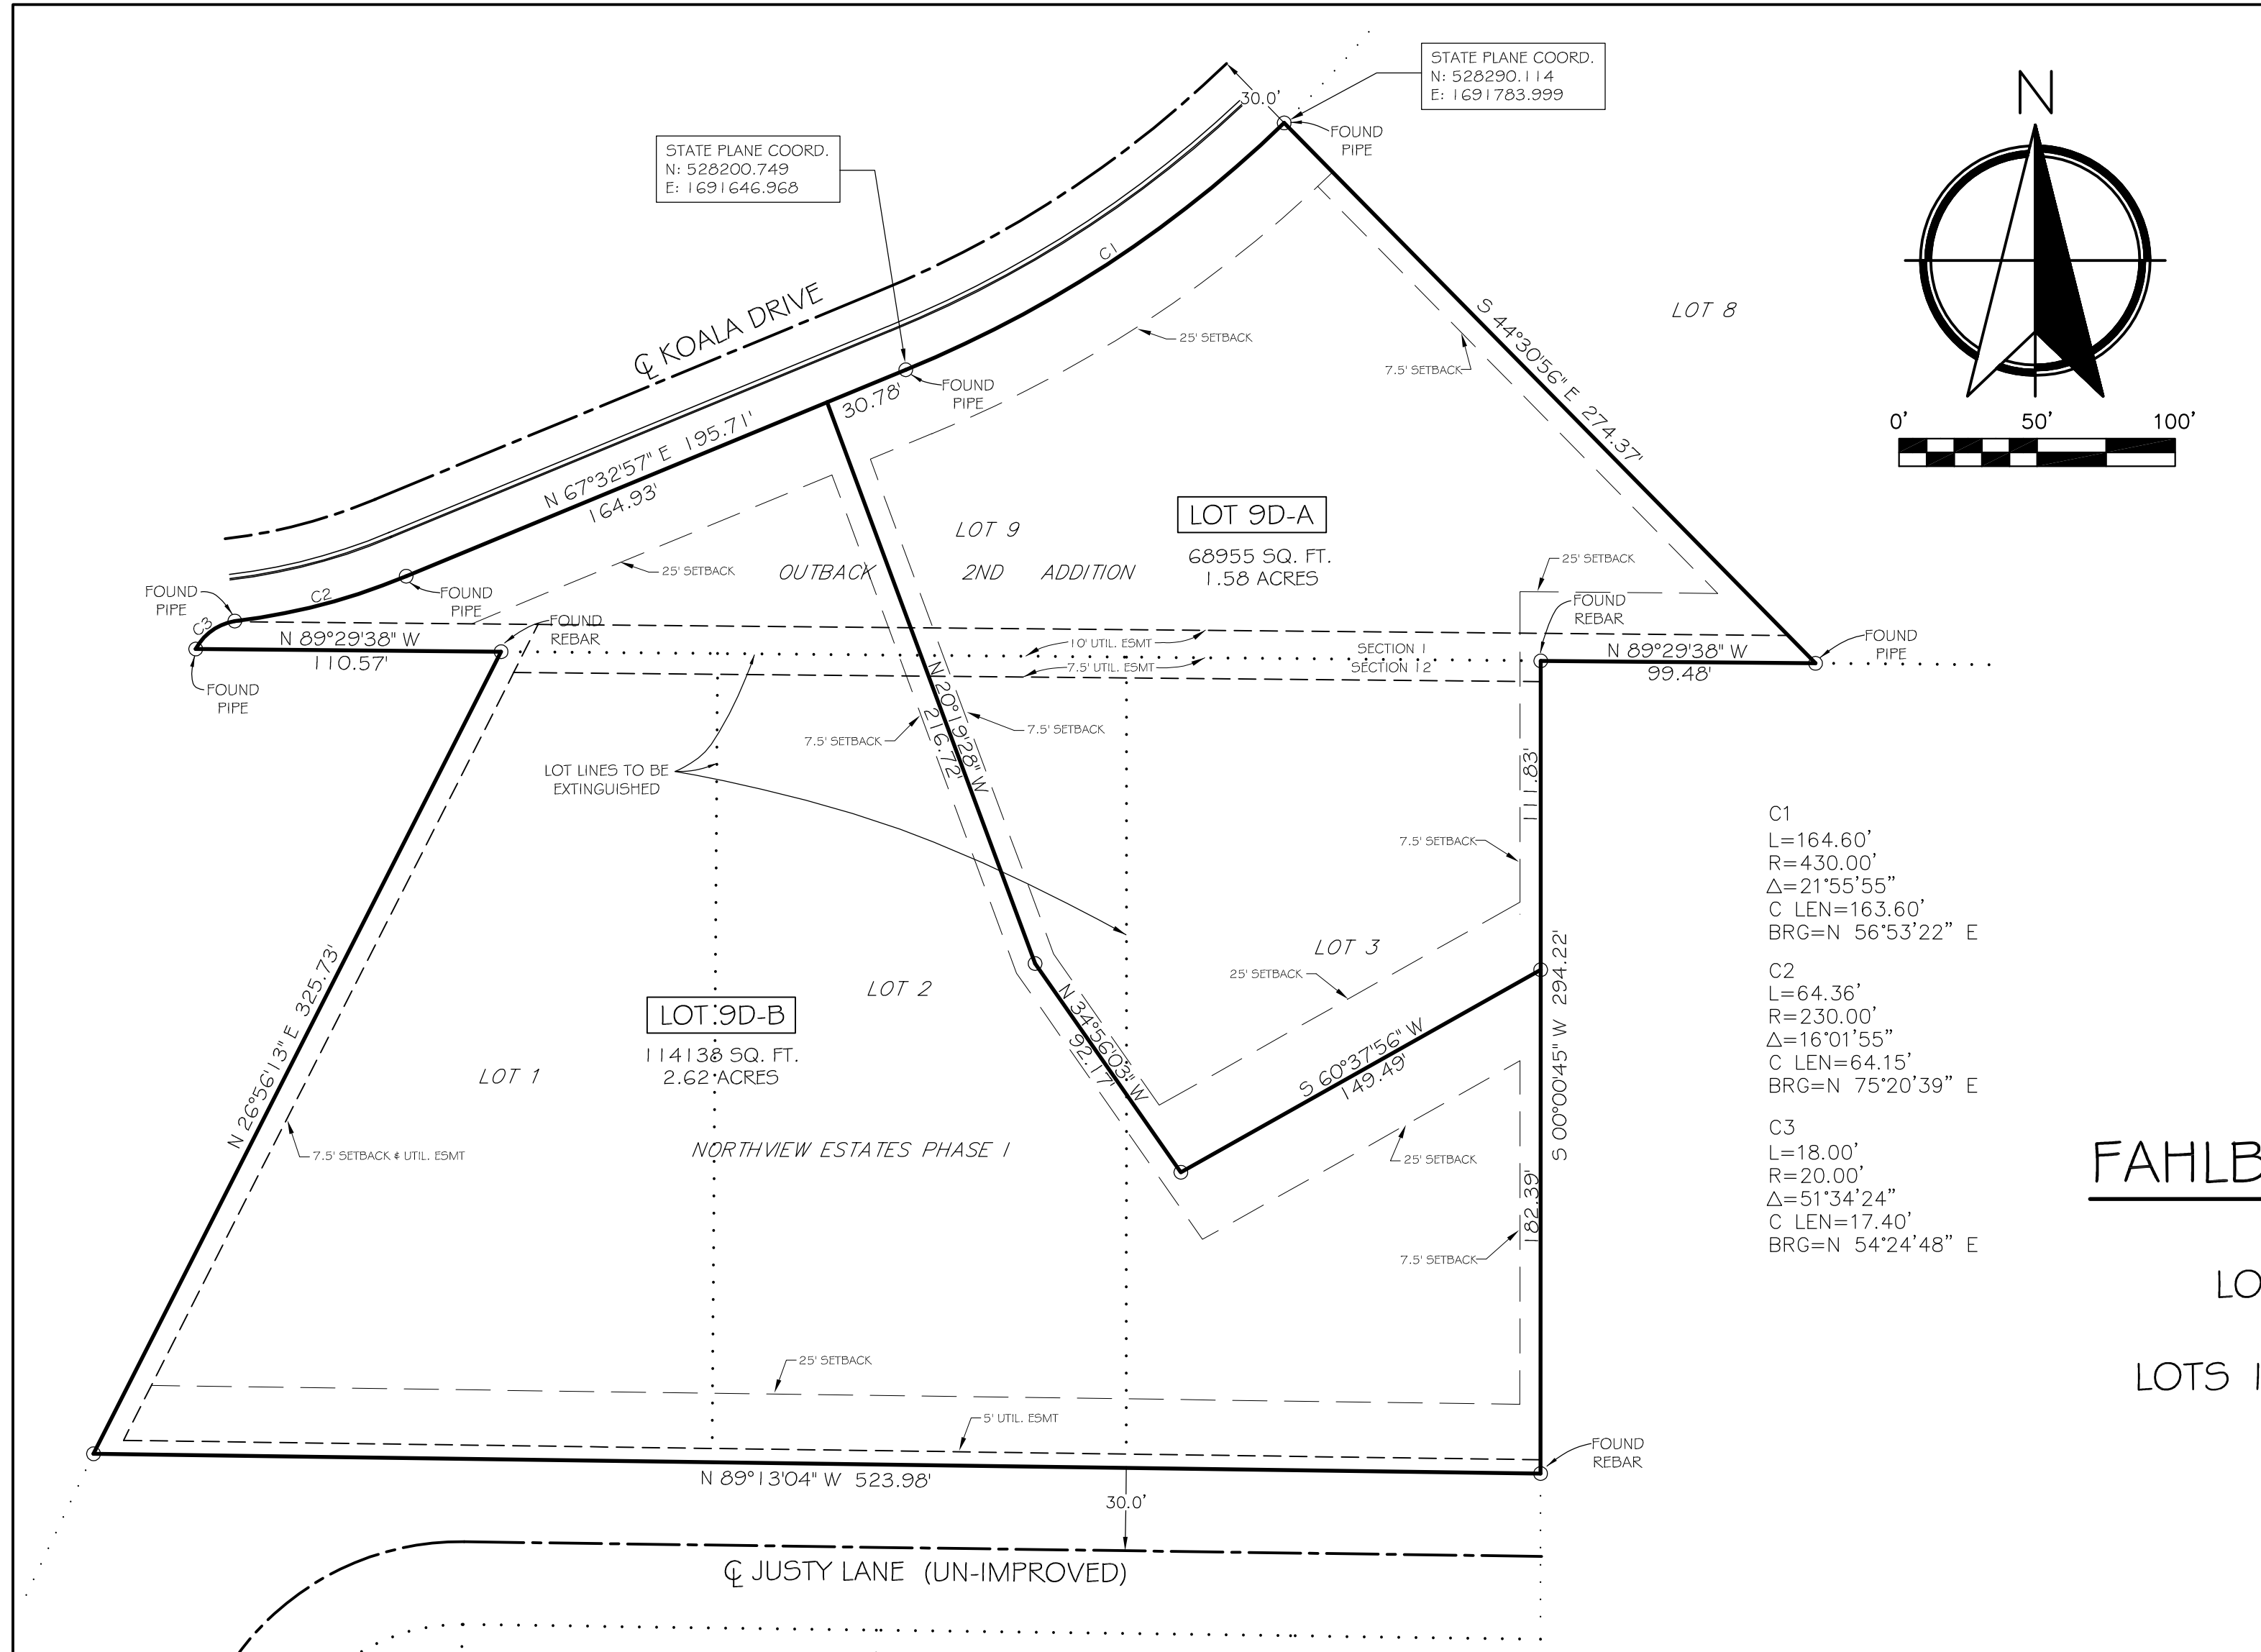 STATE PLANE COORD.
N: 528290.114
E: 1691783.999
N
30.0'
FOUND
PIPE
STATE PLANE COORD.
N: 528200.749
E: 1691646.968
C1
℄ KOALA DRIVE
LOT 8
25' SETBACK
7.5' SETBACK
S 44°30'56" E 274.37'
0' 50' 100'
FOUND
PIPE
30.78'
N 67°32'57" E 195.71'
164.93'
LOT 9D-A
68955 SQ. FT.
1.58 ACRES
LOT 9
OUTBACK 2ND ADDITION
25' SETBACK
25' SETBACK
FOUND
PIPE
C2
FOUND
PIPE
C3
FOUND
REBAR
N 89°29'38" W
110.57'
FOUND
PIPE
10' UTIL. ESMT
7.5' UTIL. ESMT
SECTION 1
SECTION 12
FOUND
REBAR
N 89°29'38" W
99.48'
FOUND
PIPE
N 20°19'28" W
216.72'
7.5' SETBACK
7.5' SETBACK
LOT LINES TO BE
EXTINGUISHED
111.83'
7.5' SETBACK
C1
L=164.60'
R=430.00'
Δ=21°55'55"
C LEN=163.60'
BRG=N 56°53'22" E
C2
L=64.36'
R=230.00'
Δ=16°01'55"
C LEN=64.15'
BRG=N 75°20'39" E
C3
L=18.00'
R=20.00'
Δ=51°34'24"
C LEN=17.40'
BRG=N 54°24'48" E
LOT 3
25' SETBACK
S 00°00'45" W 294.22'
LOT 2
LOT 9D-B
114138 SQ. FT.
2.62 ACRES
LOT 1
N 26°56'13" E 325.73'
7.5' SETBACK & UTIL. ESMT
N 34°56'03" W
92.17'
S 60°37'56" W
149.49'
NORTHVIEW ESTATES PHASE I
25' SETBACK
182.39'
7.5' SETBACK
FAHLB
LO
LOTS 1
25' SETBACK
5' UTIL. ESMT
FOUND
REBAR
N 89°13'04" W 523.98'
30.0'
℄ JUSTY LANE (UN-IMPROVED)